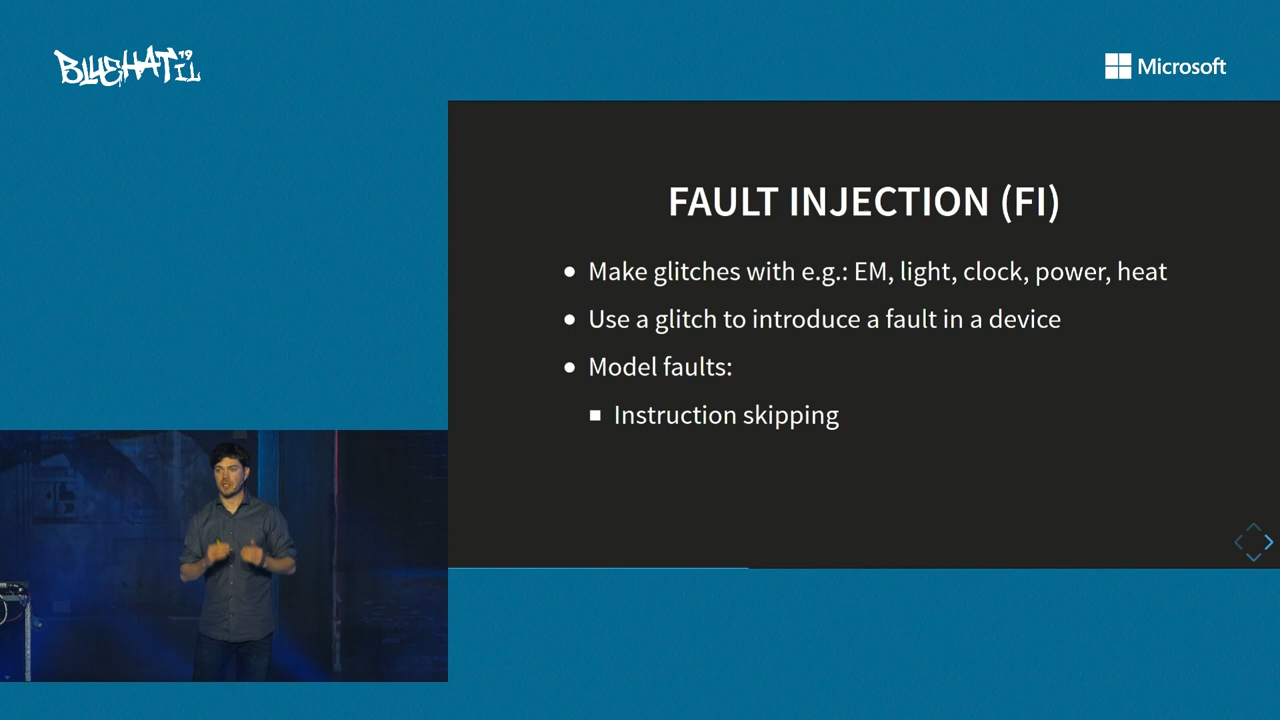 BLUEHAT IL 19
Microsoft
FAULT INJECTION (FI)
Make glitches with e.g.: EM, light, clock, power, heat
Use a glitch to introduce a fault in a device
Model faults:
Instruction skipping